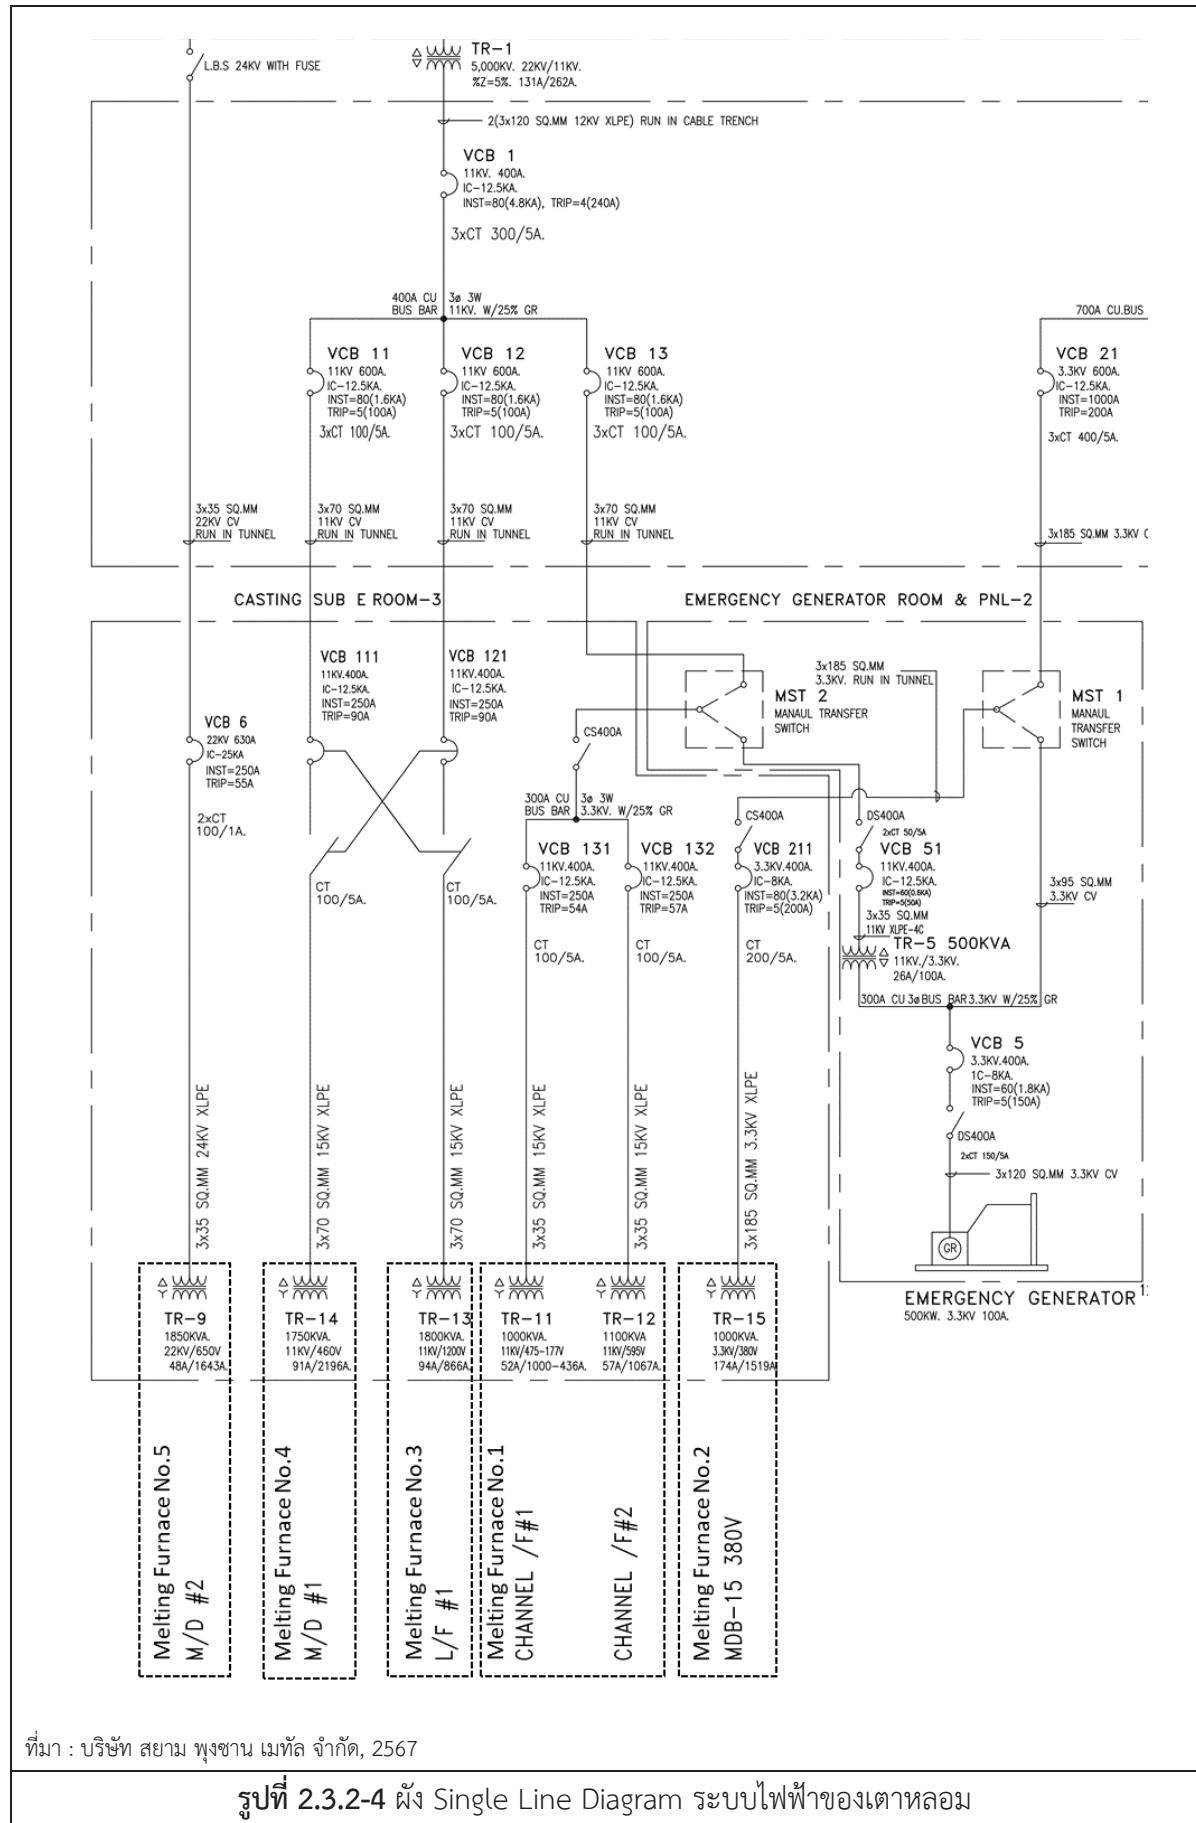 L.B.S 24KV WITH FUSE
TR-1
5,000KV. 22KV/11KV.
%Z=5%. 131A/262A.
2(3x120 SQ.MM 12KV XLPE) RUN IN CABLE TRENCH
VCB 1
11KV. 400A.
IC-12.5KA.
INST=80(4.8KA), TRIP=4(240A)
3xCT 300/5A.
400A CU 3ø 3W
BUS BAR 11KV. W/25% GR
700A CU.BUS
VCB 11
11KV 600A.
IC-12.5KA.
INST=80(1.6KA)
TRIP=5(100A)
3xCT 100/5A.
VCB 12
11KV 600A.
IC-12.5KA.
INST=80(1.6KA)
TRIP=5(100A)
3xCT 100/5A.
VCB 13
11KV 600A.
IC-12.5KA.
INST=80(1.6KA)
TRIP=5(100A)
3xCT 100/5A.
VCB 21
3.3KV 600A.
IC-12.5KA.
INST=1000A
TRIP=200A
3xCT 400/5A.
3x35 SQ.MM
22KV CV
RUN IN TUNNEL
3x70 SQ.MM
11KV CV
RUN IN TUNNEL
3x70 SQ.MM
11KV CV
RUN IN TUNNEL
3x70 SQ.MM
11KV CV
RUN IN TUNNEL
3x185 SQ.MM 3.3KV C
CASTING SUB E ROOM-3
EMERGENCY GENERATOR ROOM & PNL-2
VCB 111
11KV.400A.
IC-12.5KA.
INST=250A
TRIP=90A
VCB 121
11KV.400A.
IC-12.5KA.
INST=250A
TRIP=90A
3x185 SQ.MM
3.3KV. RUN IN TUNNEL
MST 2
MANAUL TRANSFER
SWITCH
MST 1
MANAUL
TRANSFER
SWITCH
VCB 6
22KV 630A
IC-25KA
INST=250A
TRIP=55A
2xCT
100/1A.
CS400A
300A CU 3ø 3W
BUS BAR 3.3KV. W/25% GR
CS400A
DS400A
2xCT 50/5A
VCB 131
11KV.400A.
IC-12.5KA.
INST=250A
TRIP=54A
VCB 132
11KV.400A.
IC-12.5KA.
INST=250A
TRIP=57A
VCB 211
3.3KV.400A.
IC-8KA.
INST=80(3.2KA)
TRIP=5(200A)
VCB 51
11KV.400A.
IC-12.5KA.
INST=60(0.6KA)
TRIP=5(50A)
3x35 SQ.MM
11KV XLPE-4C
3x95 SQ.MM
3.3KV CV
CT
100/5A.
CT
100/5A.
CT
100/5A.
CT
100/5A.
CT
200/5A.
TR-5 500KVA
11KV./3.3KV.
26A/100A.
300A CU 3ø BUS BAR 3.3KV W/25% GR
VCB 5
3.3KV.400A.
1C-8KA.
INST=60(1.8KA)
TRIP=5(150A)
DS400A
2xCT 150/5A
3x120 SQ.MM 3.3KV CV
3x35 SQ.MM 24KV XLPE
3x70 SQ.MM 15KV XLPE
3x70 SQ.MM 15KV XLPE
3x35 SQ.MM 15KV XLPE
3x35 SQ.MM 15KV XLPE
3x185 SQ.MM 3.3KV XLPE
GR
EMERGENCY GENERATOR
500KW. 3.3KV 100A.
TR-9
1850KVA.
22KV/650V
48A/1643A.
TR-14
1750KVA.
11KV/460V
91A/2196A.
TR-13
1800KVA.
11KV/1200V
94A/866A.
TR-11
1000KVA.
11KV/475-177V
52A/1000-436A.
TR-12
1100KVA
11KV/595V
57A/1067A.
TR-15
1000KVA.
3.3KV/380V
174A/1519A
Melting Furnace No.5
M/D #2
Melting Furnace No.4
M/D #1
Melting Furnace No.3
L/F #1
Melting Furnace No.1
CHANNEL /F#1
CHANNEL /F#2
Melting Furnace No.2
MDB-15 380V
ที่มา : บริษัท สยาม พุงซาน เมทัล จำกัด, 2567
รูปที่ 2.3.2-4 ผัง Single Line Diagram ระบบไฟฟ้าของเตาหลอม